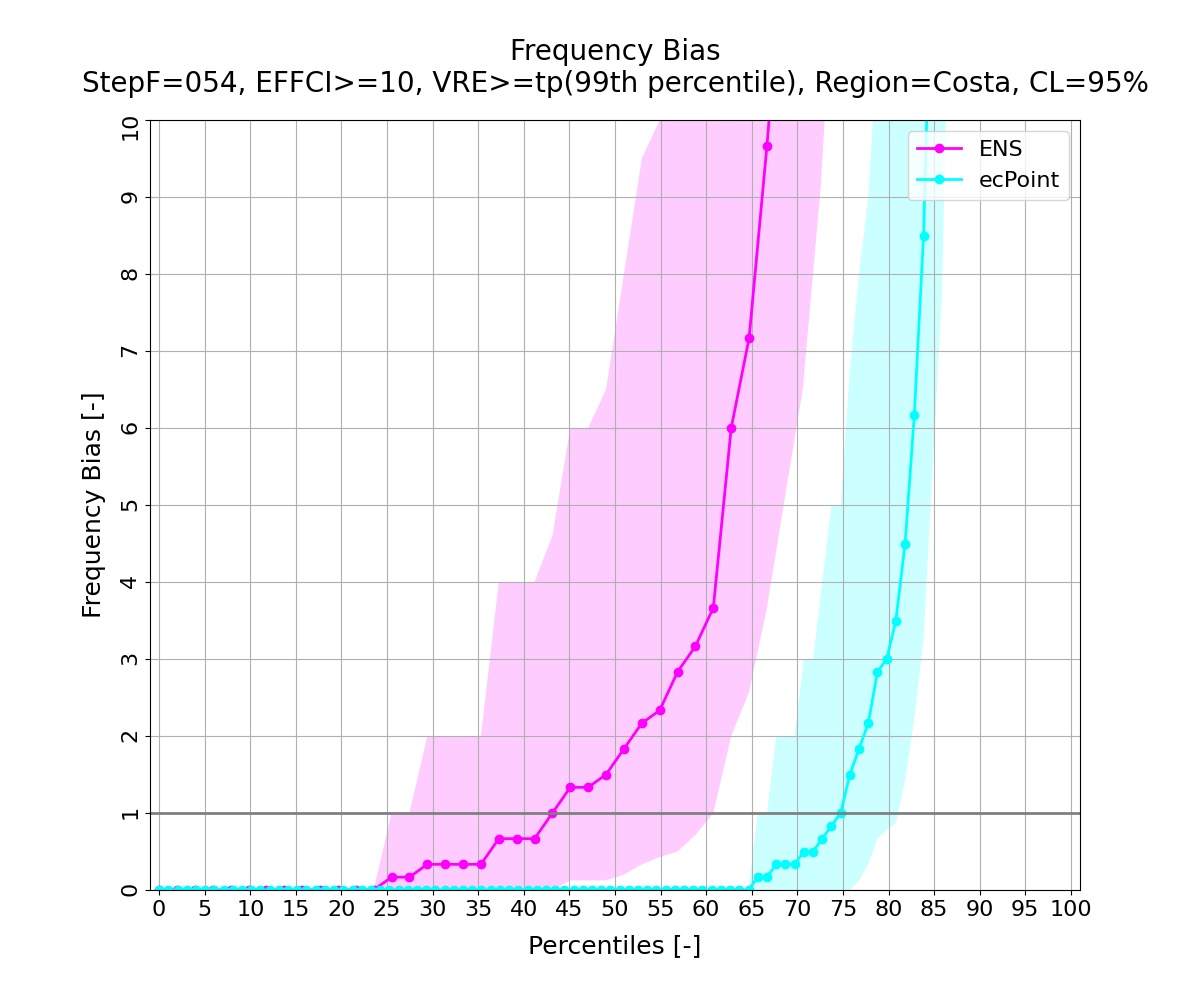 Frequency Bias
StepF=054, EFFCI>=10, VRE>=tp(99th percentile), Region=Costa, CL=95%
ENS
ecPoint
Frequency Bias [-]
10
9
8
7
6
5
4
3
2
1
0
0 5 10 15 20 25 30 35 40 45 50 55 60 65 70 75 80 85 90 95 100
Percentiles [-]